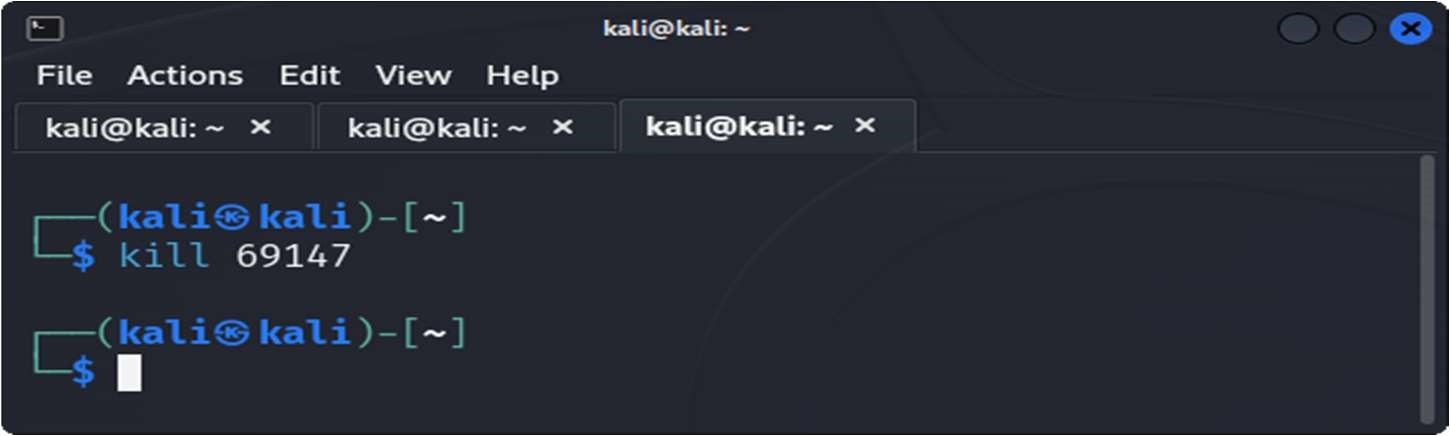 kali@kali: ~
File Actions Edit View Help
kali@kali: ~ × kali@kali: ~ × kali@kali: ~ ×
┌──(kali㉿kali)-[~]
└─$ kill 69147
┌──(kali㉿kali)-[~]
└─$